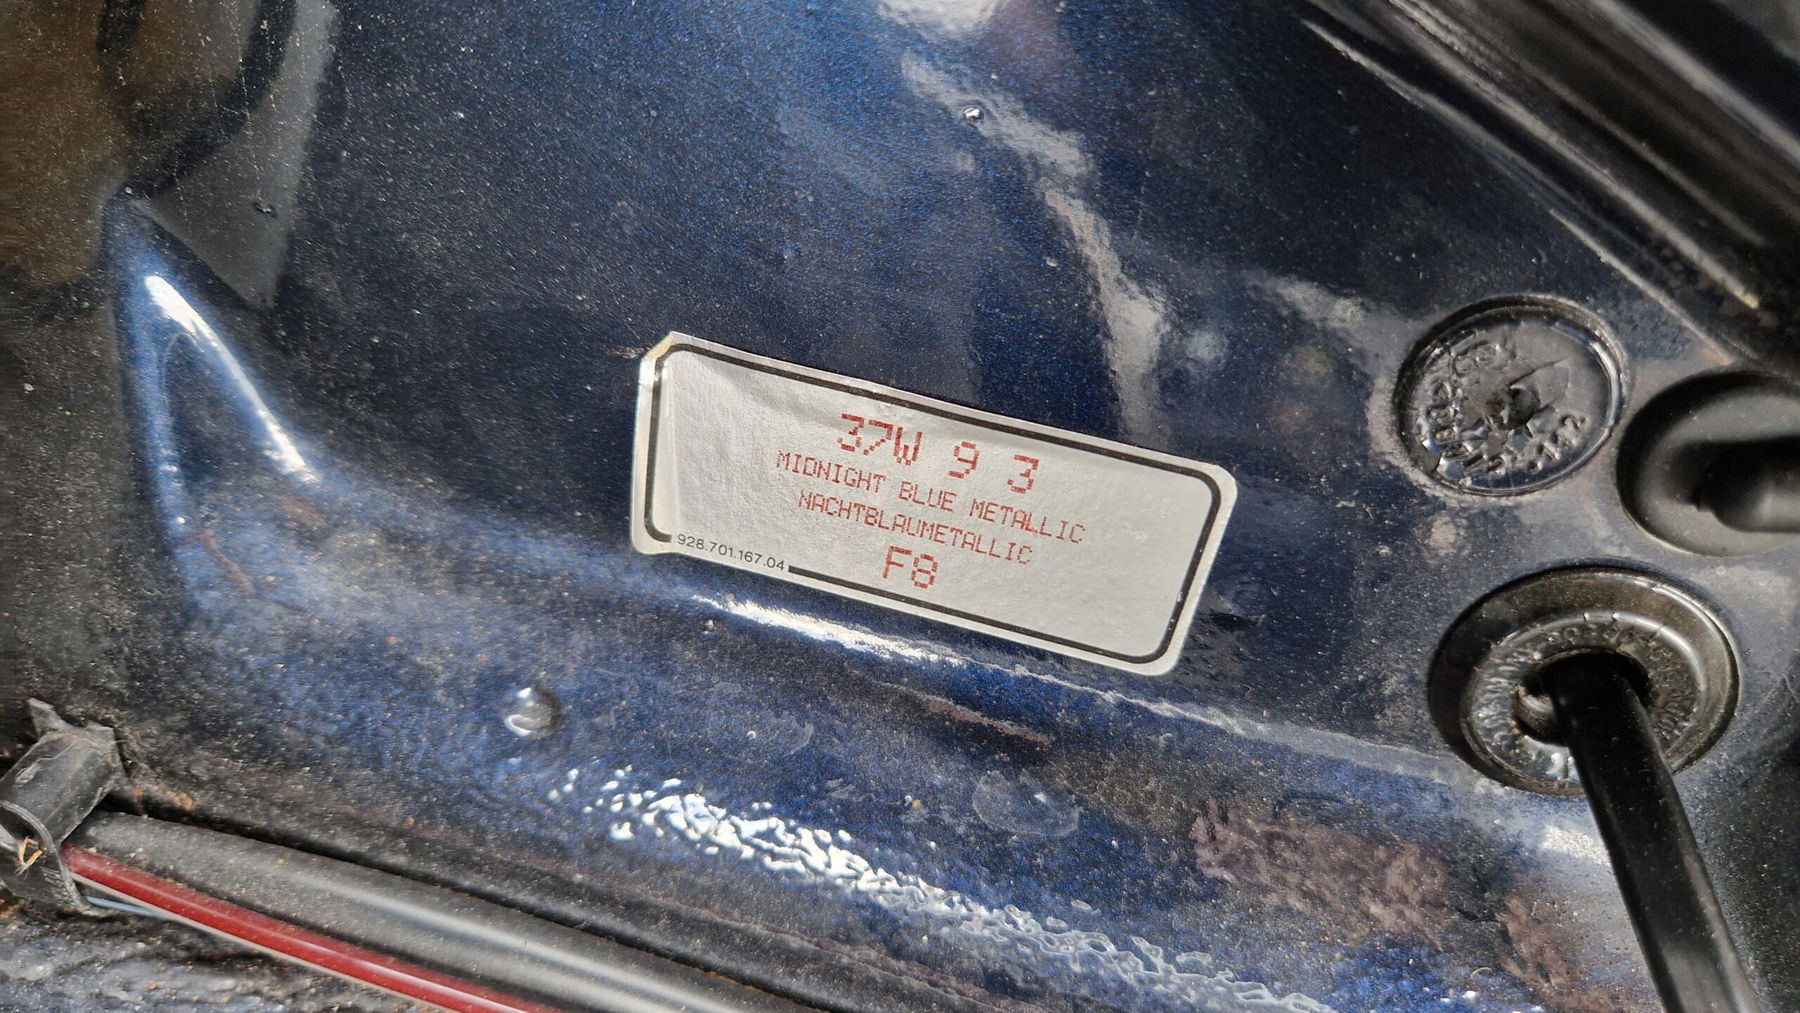 37W 9 3
MIDNIGHT BLUE METALLIC
NACHTBLAUMETALLIC
F8
928.701.167.04